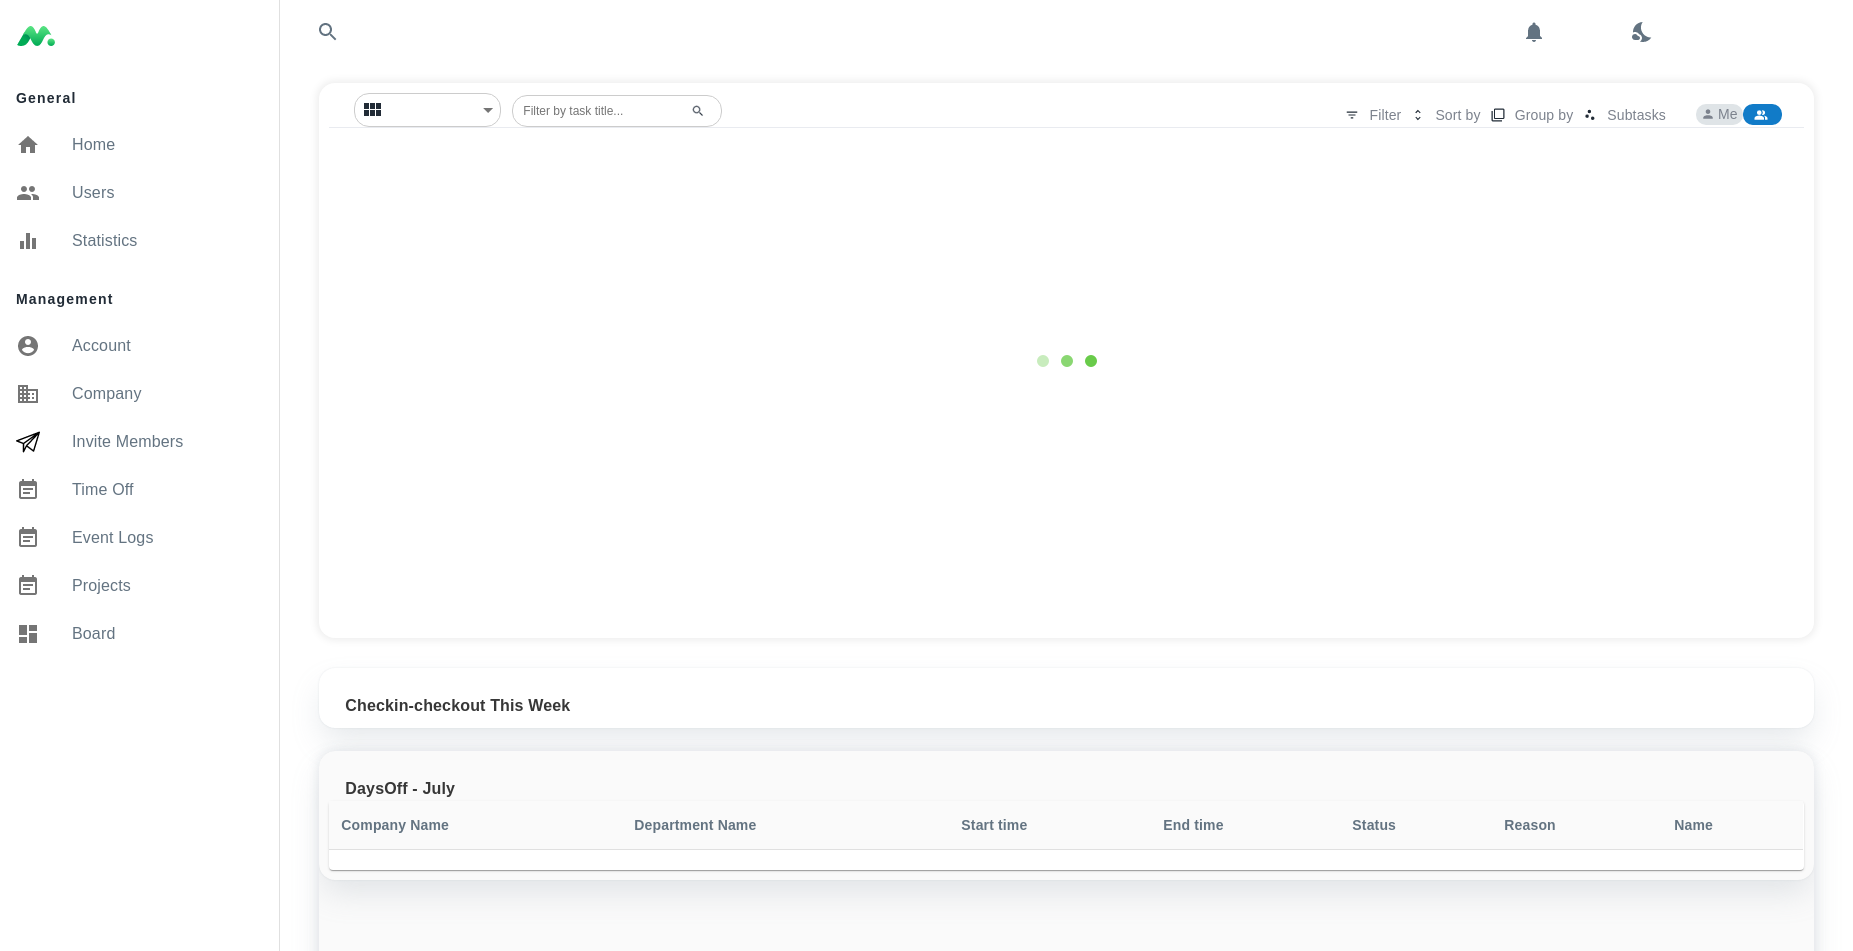 General
Home
Users
Statistics
Management
Account
Company
Invite Members
Time Off
Event Logs
Projects
Board
Filter by task title...
Filter Sort by Group by Subtasks Me
Checkin-checkout This Week
DaysOff - July
Company Name Department Name Start time End time Status Reason Name